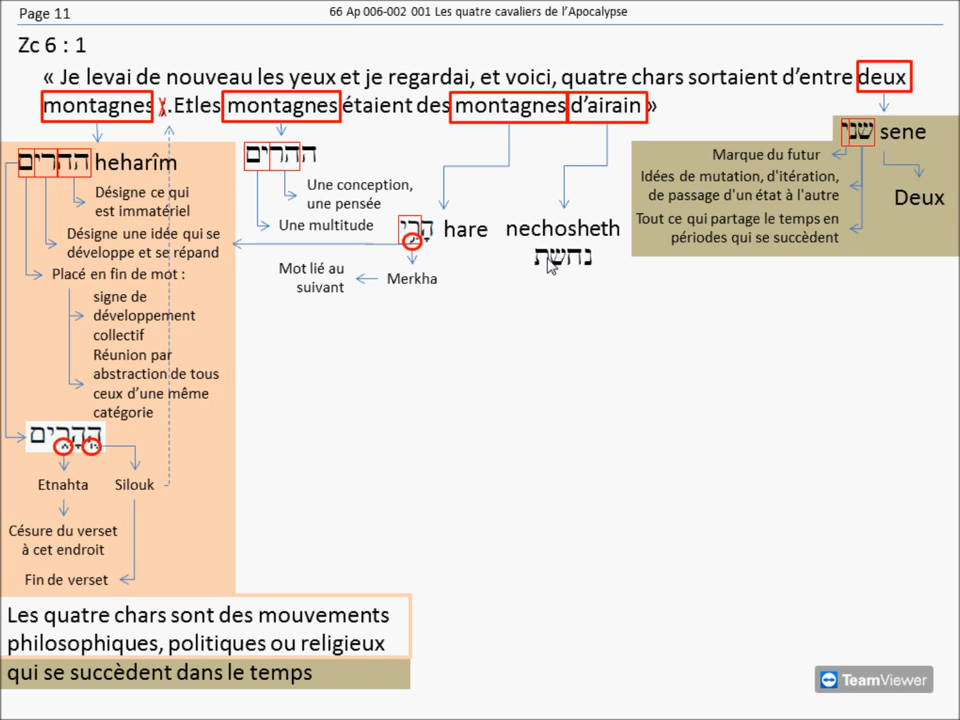 Page 11
66 Ap 006-002 001 Les quatre cavaliers de l'Apocalypse
Zc 6 : 1
« Je levai de nouveau les yeux et je regardai, et voici, quatre chars sortaient d'entre deux
montagnes . Et les montagnes étaient des montagnes d'airain »
שני sene
Marque du futur
Idées de mutation, d'itération,
de passage d'un état à l'autre
Tout ce qui partage le temps en
périodes qui se succèdent
Deux
ההרים heharîm
Désigne ce qui
est immatériel
Désigne une idée qui se
développe et se répand
Placé en fin de mot :
signe de
développement
collectif
Réunion par
abstraction de tous
ceux d'une même
catégorie
ההרים
Une conception,
une pensée
Une multitude
הרי hare
Merkha
Mot lié au
suivant
nechosheth
נחשת
Etnahta
Silouk
Césure du verset
à cet endroit
Fin de verset
Les quatre chars sont des mouvements
philosophiques, politiques ou religieux
qui se succèdent dans le temps
TeamViewer